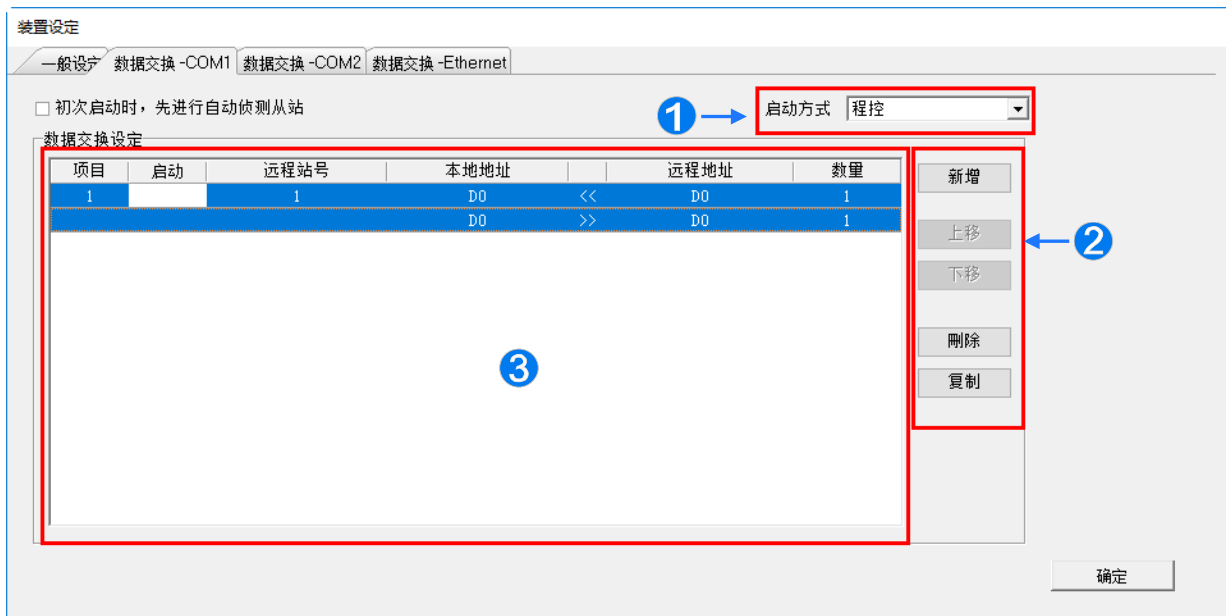 装置设定
一般设定 数据交换 -COM1 数据交换 -COM2 数据交换 -Ethernet
初次启动时，先进行自动侦测从站
1 启动方式 程控
数据交换设定
项目 启动 远程站号 本地地址 远程地址 数量
1 1 D0 << D0 1
D0 >> D0 1
新增
上移
2
下移
删除
3
复制
确定